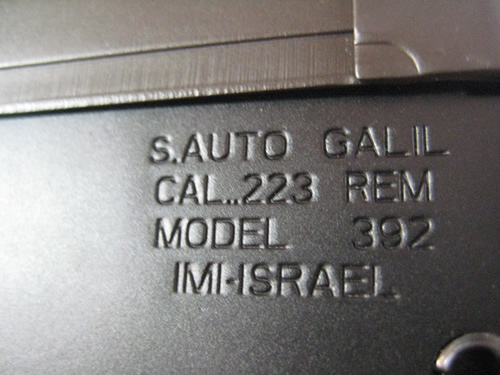 S.AUTO GALIL
CAL..223 REM
MODEL 392
IMI-ISRAEL